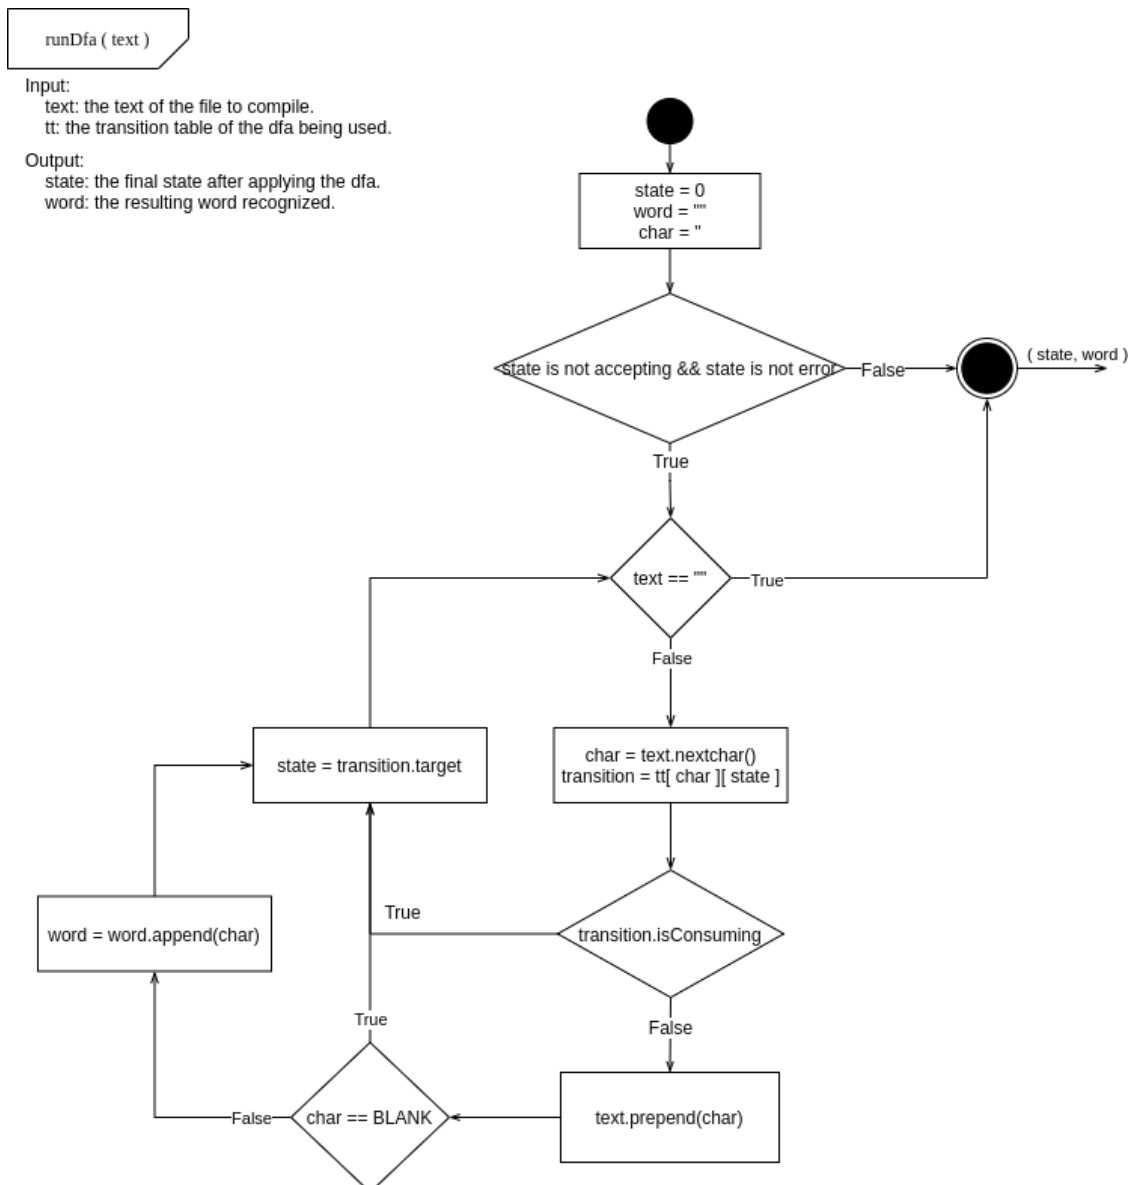 runDfa ( text )
Input:
text: the text of the file to compile.
tt: the transition table of the dfa being used.
Output:
state: the final state after applying the dfa.
word: the resulting word recognized.
state = 0
word = ""
char = ''
state is not accepting && state is not error
False
( state, word )
True
text == ""
True
False
state = transition.target
char = text.nextchar()
transition = tt[ char ][ state ]
True
word = word.append(char)
transition.isConsuming
True
False
False
char == BLANK
text.prepend(char)